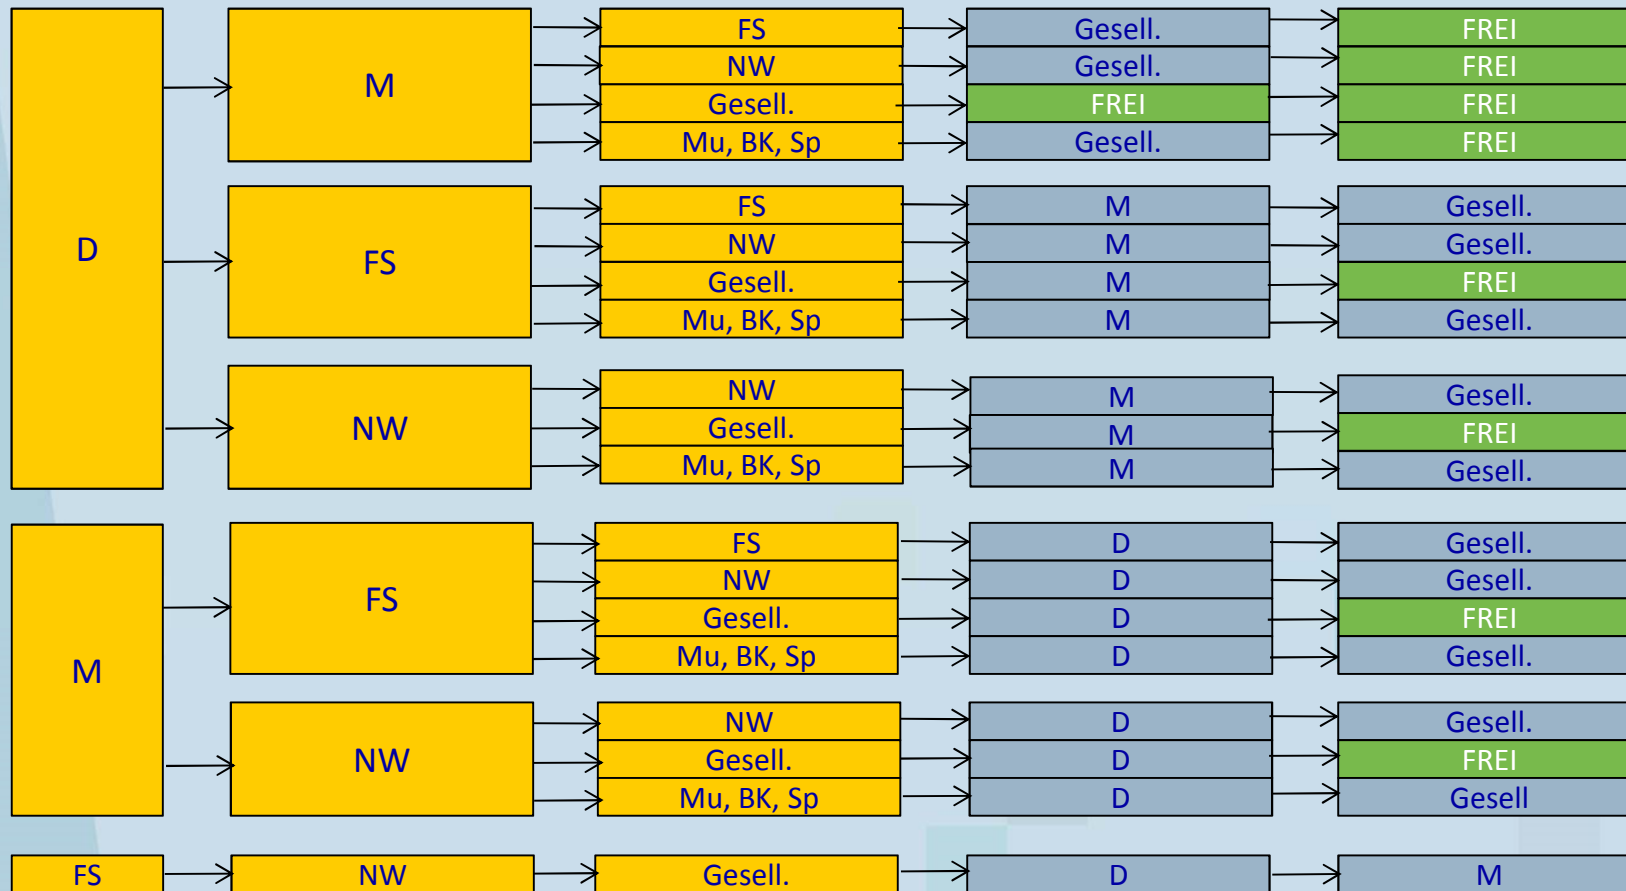 FS Gesell. FREI
NW Gesell. FREI
M
Gesell. FREI FREI
Mu, BK, Sp Gesell. FREI
FS M Gesell.
NW M Gesell.
D
FS
Gesell. M FREI
Mu, BK, Sp M Gesell.
NW M Gesell.
NW
Gesell. M FREI
Mu, BK, Sp M Gesell.
FS D Gesell.
NW D Gesell.
FS
Gesell. D FREI
Mu, BK, Sp D Gesell.
M
NW D Gesell.
NW Gesell. D FREI
Mu, BK, Sp D Gesell
FS NW Gesell. D M